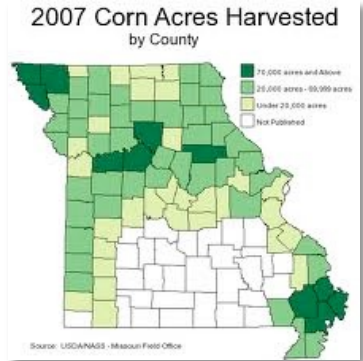 2007 Corn Acres Harvested
by County
70,000 acres and Above
20,000 acres - 69,999 acres
Under 20,000 acres
Not Published
Source: USDA/NASS - Missouri Field Office